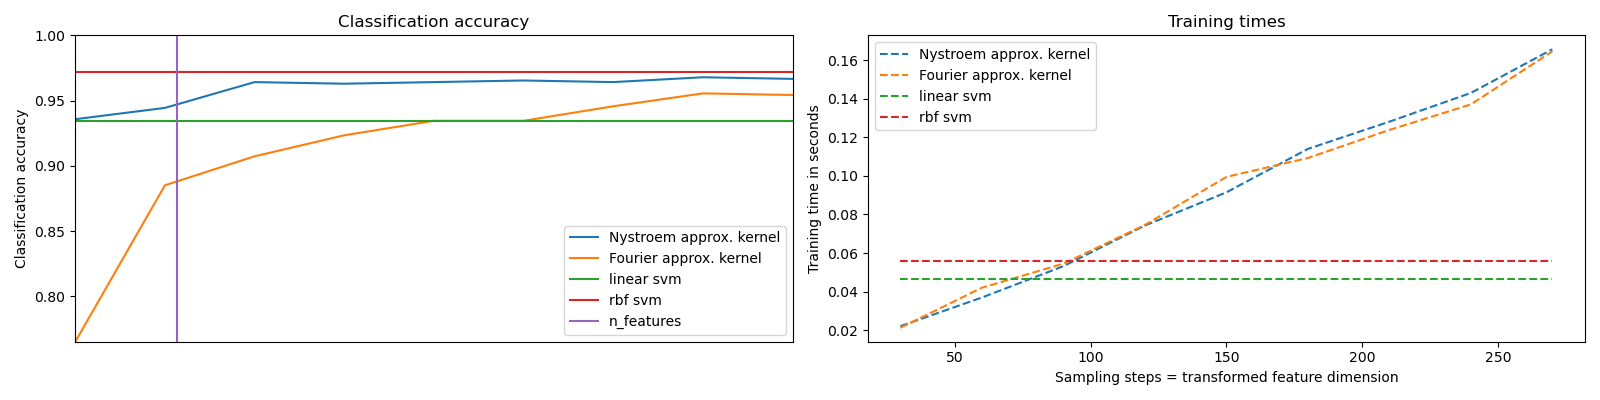 Classification accuracy
Classification accuracy
1.00
0.95
0.90
0.85
0.80
Nystroem approx. kernel
Fourier approx. kernel
linear svm
rbf svm
n_features
Training times
Training time in seconds
0.16
0.14
0.12
0.10
0.08
0.06
0.04
0.02
Nystroem approx. kernel
Fourier approx. kernel
linear svm
rbf svm
50 100 150 200 250
Sampling steps = transformed feature dimension